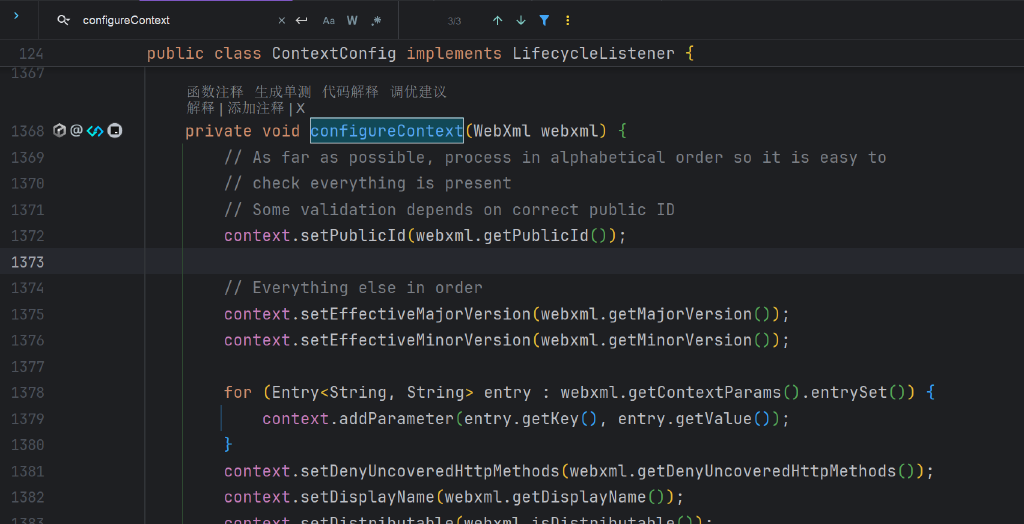 configureContext × ↵ Aa W .* 3/3 ↑ ↓
124 public class ContextConfig implements LifecycleListener {
1367
函数注释 生成单测 代码解释 调优建议
解释 | 添加注释 | X
1368 @ private void configureContext(WebXml webxml) {
1369 // As far as possible, process in alphabetical order so it is easy to
1370 // check everything is present
1371 // Some validation depends on correct public ID
1372 context.setPublicId(webxml.getPublicId());
1373
1374 // Everything else in order
1375 context.setEffectiveMajorVersion(webxml.getMajorVersion());
1376 context.setEffectiveMinorVersion(webxml.getMinorVersion());
1377
1378 for (Entry<String, String> entry : webxml.getContextParams().entrySet()) {
1379 context.addParameter(entry.getKey(), entry.getValue());
1380 }
1381 context.setDenyUncoveredHttpMethods(webxml.getDenyUncoveredHttpMethods());
1382 context.setDisplayName(webxml.getDisplayName());
1383 context.setDistributable(webxml.isDistributable());